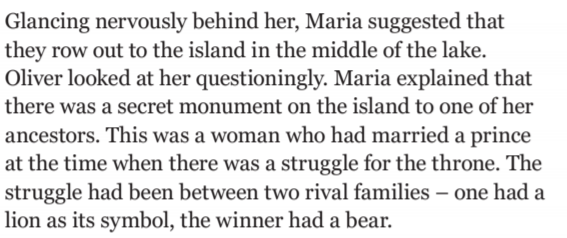 Glancing nervously behind her, Maria suggested that
they row out to the island in the middle of the lake.
Oliver looked at her questioningly. Maria explained that
there was a secret monument on the island to one of her
ancestors. This was a woman who had married a prince
at the time when there was a struggle for the throne. The
struggle had been between two rival families – one had a
lion as its symbol, the winner had a bear.